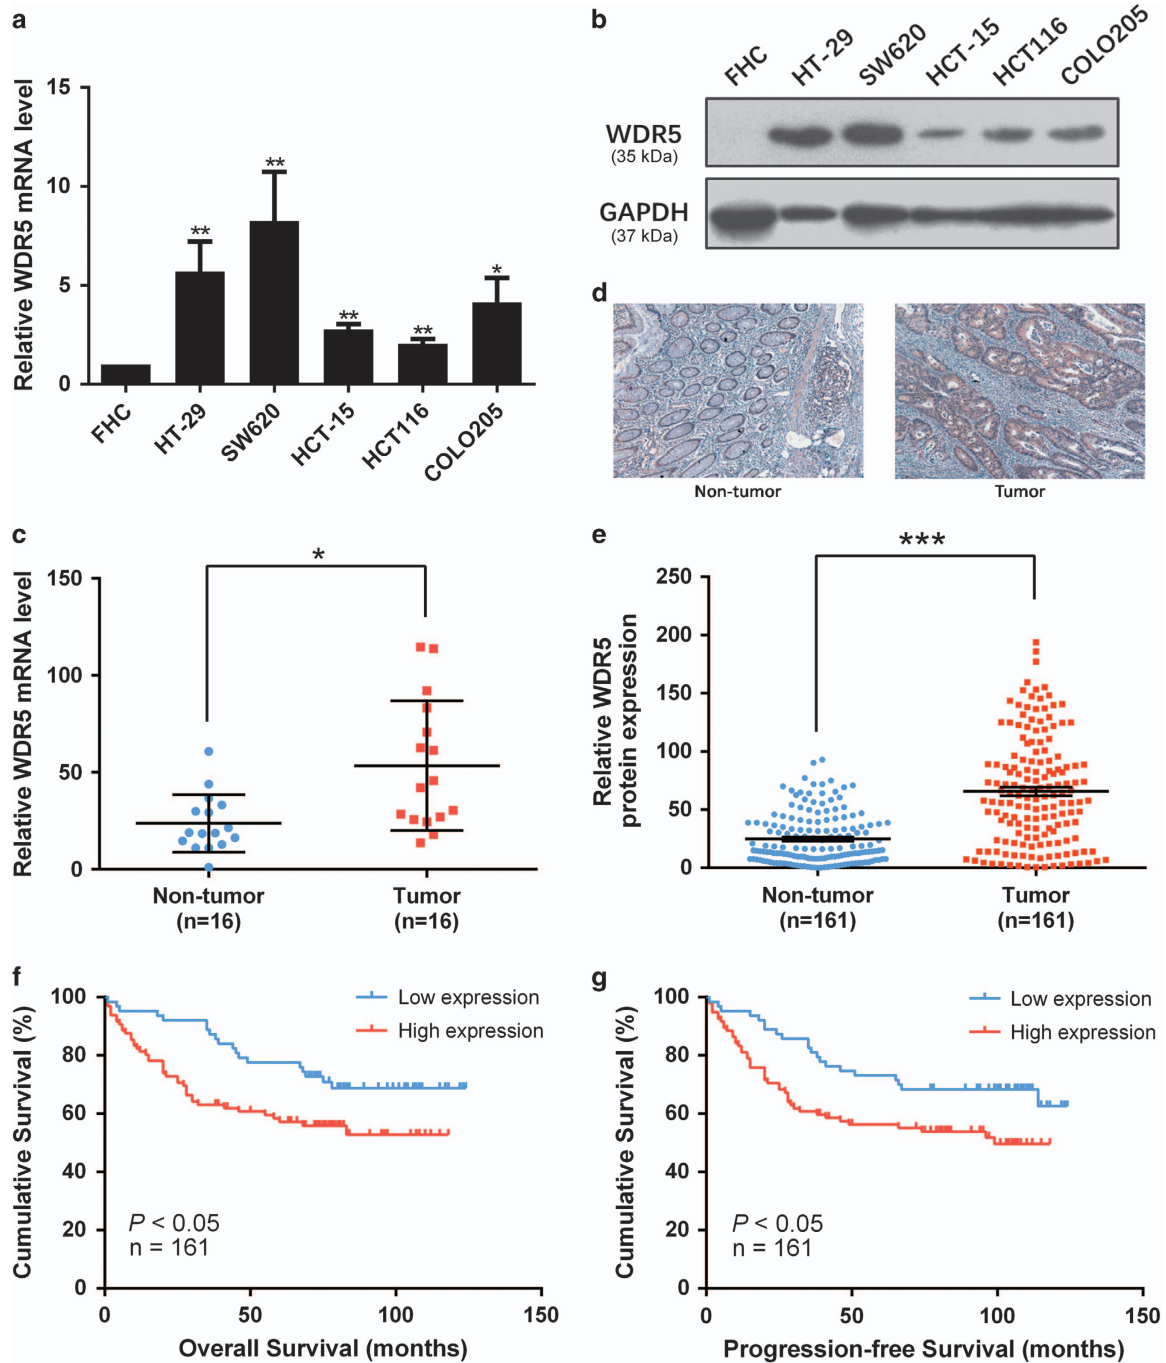 a
Relative WDR5 mRNA level
15
10
5
0
** ** ** ** *
FHC HT-29 SW620 HCT-15 HCT116 COLO205
b
FHC HT-29 SW620 HCT-15 HCT116 COLO205
WDR5
(35 kDa)
GAPDH
(37 kDa)
d
Non-tumor Tumor
c
Relative WDR5 mRNA level
150
100
50
0
*
Non-tumor Tumor
(n=16) (n=16)
e
Relative WDR5
protein expression
250
200
150
100
50
0
***
Non-tumor Tumor
(n=161) (n=161)
f
Cumulative Survival (%)
100
80
60
40
20
0
Low expression
High expression
P < 0.05
n = 161
0 50 100 150
Overall Survival (months)
g
Cumulative Survival (%)
100
80
60
40
20
0
Low expression
High expression
P < 0.05
n = 161
0 50 100 150
Progression-free Survival (months)